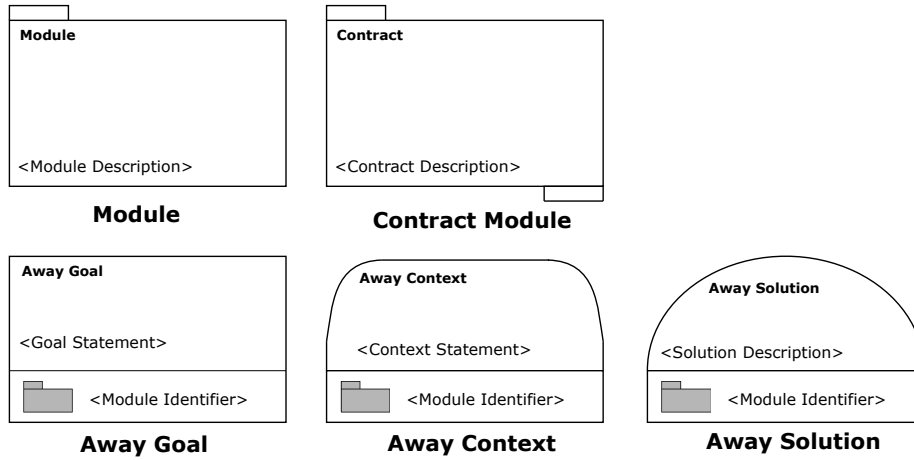 Module
<Module Description>
Module
Contract
<Contract Description>
Contract Module
Away Goal
<Goal Statement>
<Module Identifier>
Away Goal
Away Context
<Context Statement>
<Module Identifier>
Away Context
Away Solution
<Solution Description>
<Module Identifier>
Away Solution